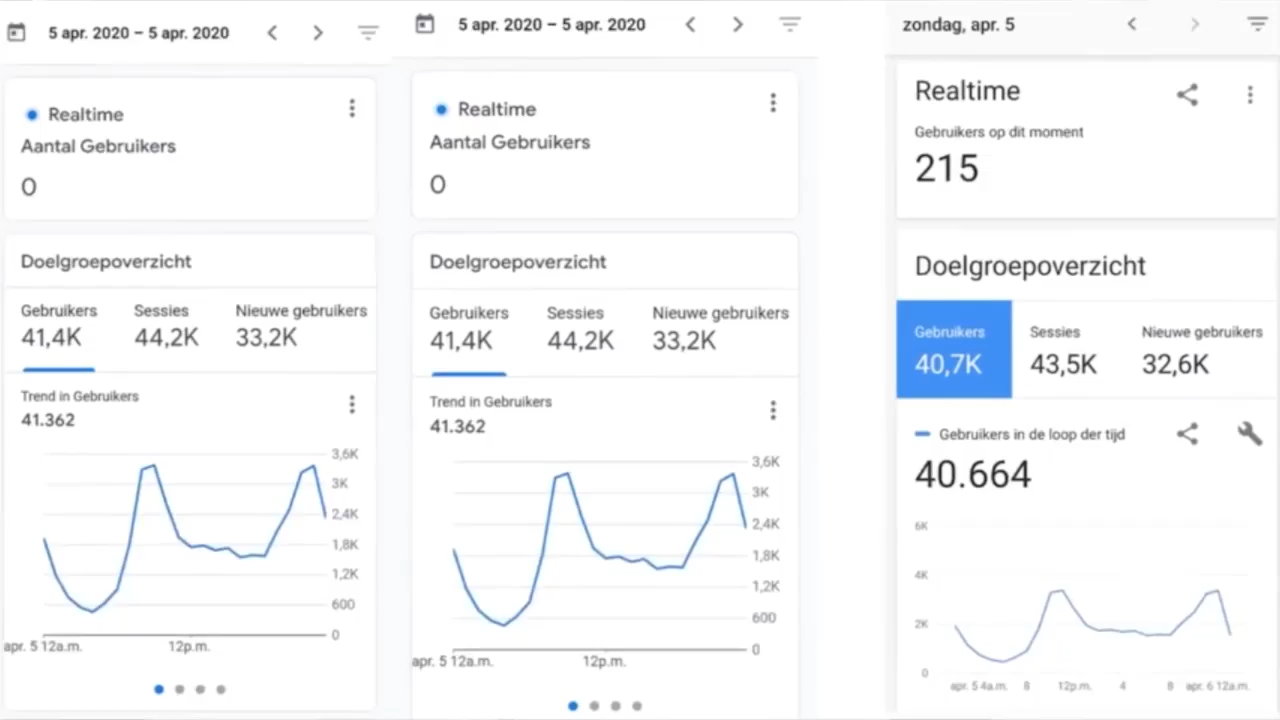 5 apr. 2020 – 5 apr. 2020
Realtime
Aantal Gebruikers
0
Doelgroepoverzicht
Gebruikers Sessies Nieuwe gebruikers
41,4K 44,2K 33,2K
Trend in Gebruikers
41.362
3,6K
3K
2,4K
1,8K
1,2K
600
0
apr. 5 12a.m. 12p.m.
5 apr. 2020 – 5 apr. 2020
Realtime
Aantal Gebruikers
0
Doelgroepoverzicht
Gebruikers Sessies Nieuwe gebruikers
41,4K 44,2K 33,2K
Trend in Gebruikers
41.362
3,6K
3K
2,4K
1,8K
1,2K
600
0
apr. 5 12a.m. 12p.m.
zondag, apr. 5
Realtime
Gebruikers op dit moment
215
Doelgroepoverzicht
Gebruikers Sessies Nieuwe gebruikers
40,7K 43,5K 32,6K
Gebruikers in de loop der tijd
40.664
6K
4K
2K
0
apr. 5 4a.m. 8 12p.m. 4 8 apr. 6 12a.m.